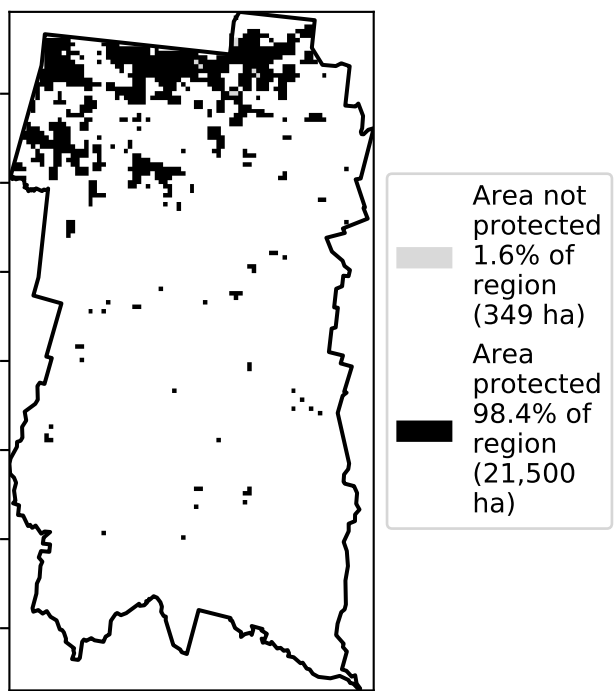 Area not
protected
1.6% of
region
(349 ha)
Area
protected
98.4% of
region
(21,500
ha)